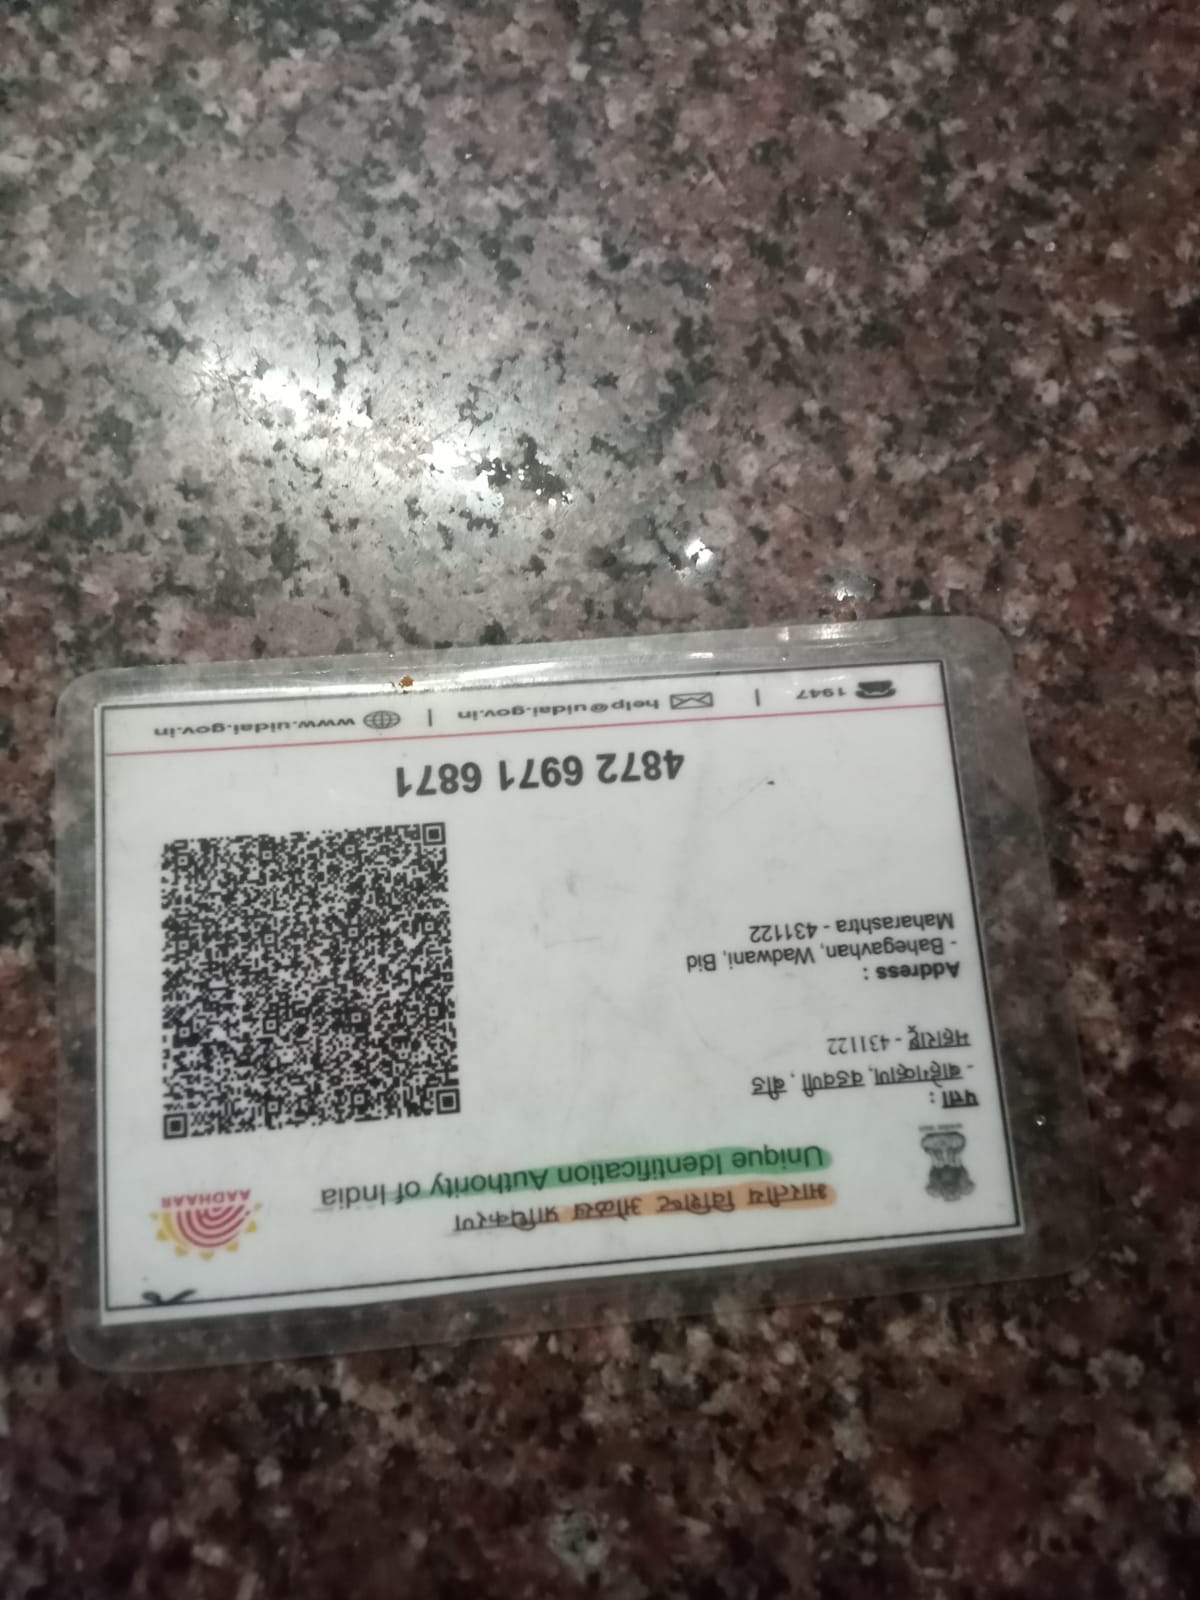 भारतीय विशिष्ट ओळख प्राधिकरण
Unique Identification Authority of India
AADHAAR
पत्ता :
- बाहेगव्हाण, वडवणी, बीड
महाराष्ट्र - 431122
Address :
- Bahegavhan, Wadwani, Bid
Maharashtra - 431122
4872 6971 6871
1947 | help@uidai.gov.in | www.uidai.gov.in